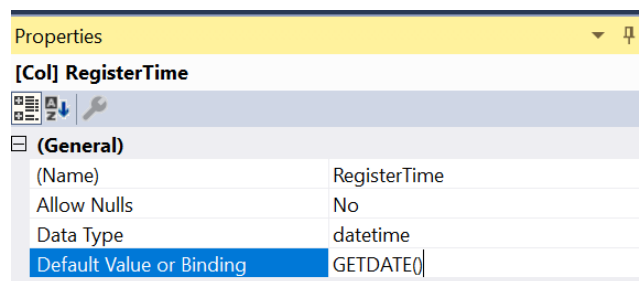 Properties
[Col] RegisterTime
(General)
(Name) RegisterTime
Allow Nulls No
Data Type datetime
Default Value or Binding GETDATE()